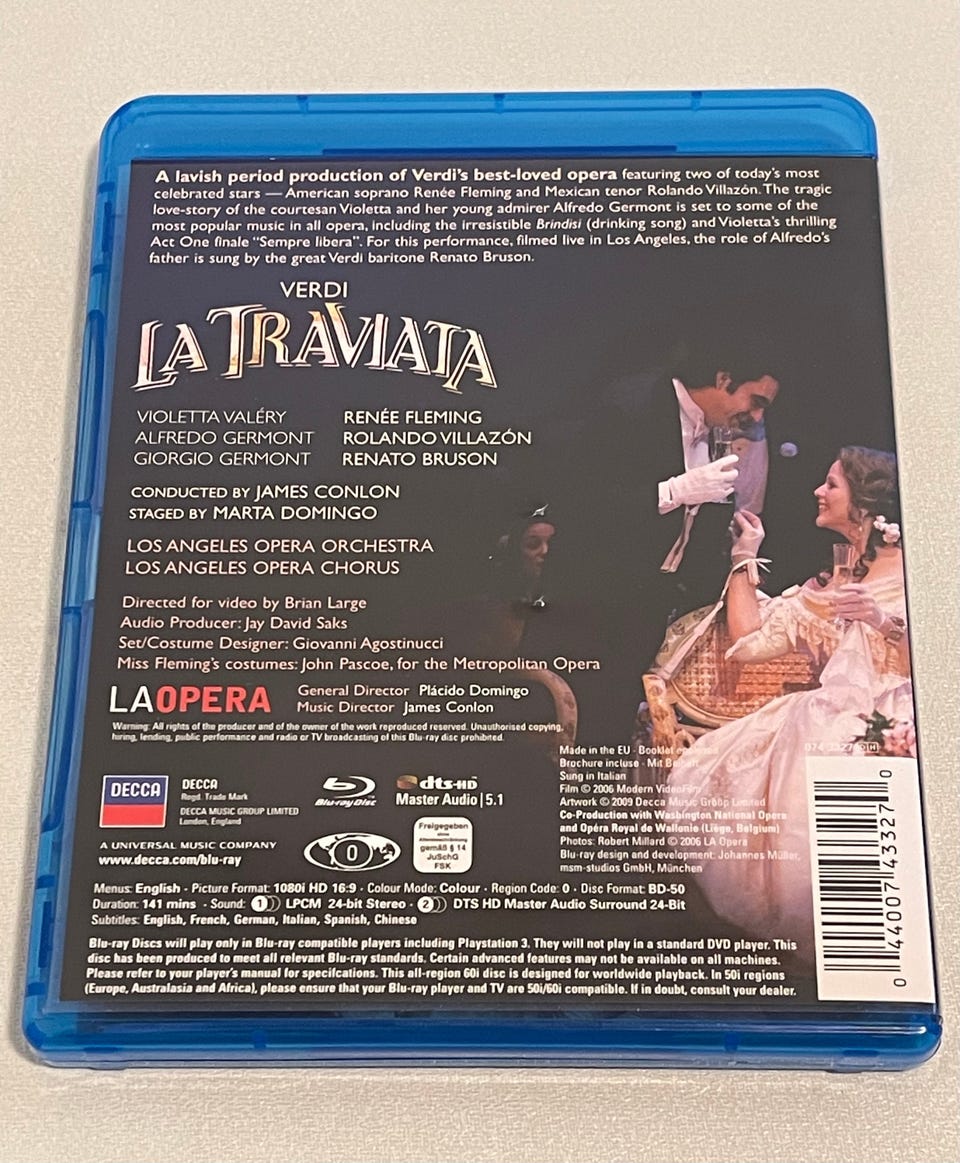 A lavish period production of Verdi's best-loved opera featuring two of today's most
celebrated stars — American soprano Renée Fleming and Mexican tenor Rolando Villazón. The tragic
love-story of the courtesan Violetta and her young admirer Alfredo Germont is set to some of the
most popular music in all opera, including the irresistible Brindisi (drinking song) and Violetta's thrilling
Act One finale "Sempre libera". For this performance, filmed live in Los Angeles, the role of Alfredo's
father is sung by the great Verdi baritone Renato Bruson.
VERDI
LA TRAVIATA
VIOLETTA VALÉRY RENÉE FLEMING
ALFREDO GERMONT ROLANDO VILLAZÓN
GIORGIO GERMONT RENATO BRUSON
CONDUCTED BY JAMES CONLON
STAGED BY MARTA DOMINGO
LOS ANGELES OPERA ORCHESTRA
LOS ANGELES OPERA CHORUS
Directed for video by Brian Large
Audio Producer: Jay David Saks
Set/Costume Designer: Giovanni Agostinucci
Miss Fleming's costumes: John Pascoe, for the Metropolitan Opera
LAOPERA
General Director Plácido Domingo
Music Director James Conlon
Warning: All rights of the producer and of the owner of the work reproduced reserved. Unauthorised copying,
hiring, lending, public performance and radio or TV broadcasting of this Blu-ray disc prohibited.
Made in the EU · Booklet enclosed
Brochure incluse · Mit Beiheft
Sung in Italian
Film © 2006 Modern VideoFilm
Artwork © 2009 Decca Music Group Limited
Co-Production with Washington National Opera
and Opéra Royal de Wallonie (Liège, Belgium)
Photos: Robert Millard © 2006 LA Opera
Blu-ray design and development: Johannes Müller,
msm-studios GmbH, München
074 3327 DH
DECCA
DECCA
Regd. Trade Mark
DECCA MUSIC GROUP LIMITED
London, England
Blu-ray Disc
dts-HD
Master Audio | 5.1
A UNIVERSAL MUSIC COMPANY
www.decca.com/blu-ray
0
Freigegeben
ohne
Altersbeschränkung
gemäß § 14
JuSchG
FSK
Menus: English · Picture Format: 1080i HD 16:9 · Colour Mode: Colour · Region Code: 0 · Disc Format: BD-50
Duration: 141 mins · Sound: 1 LPCM 24-bit Stereo · 2 DTS HD Master Audio Surround 24-Bit
Subtitles: English, French, German, Italian, Spanish, Chinese
Blu-ray Discs will play only in Blu-ray compatible players including Playstation 3. They will not play in a standard DVD player. This
disc has been produced to meet all relevant Blu-ray standards. Certain advanced features may not be available on all machines.
Please refer to your player's manual for specifcations. This all-region 60i disc is designed for worldwide playback. In 50i regions
(Europe, Australasia and Africa), please ensure that your Blu-ray player and TV are 50i/60i compatible. If in doubt, consult your dealer.
0 44007 43327 0